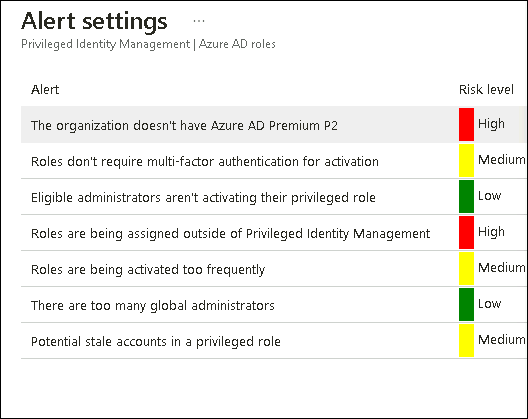 Alert settings ...
Privileged Identity Management | Azure AD roles
Alert Risk level
The organization doesn't have Azure AD Premium P2 High
Roles don't require multi-factor authentication for activation Medium
Eligible administrators aren't activating their privileged role Low
Roles are being assigned outside of Privileged Identity Management High
Roles are being activated too frequently Medium
There are too many global administrators Low
Potential stale accounts in a privileged role Medium